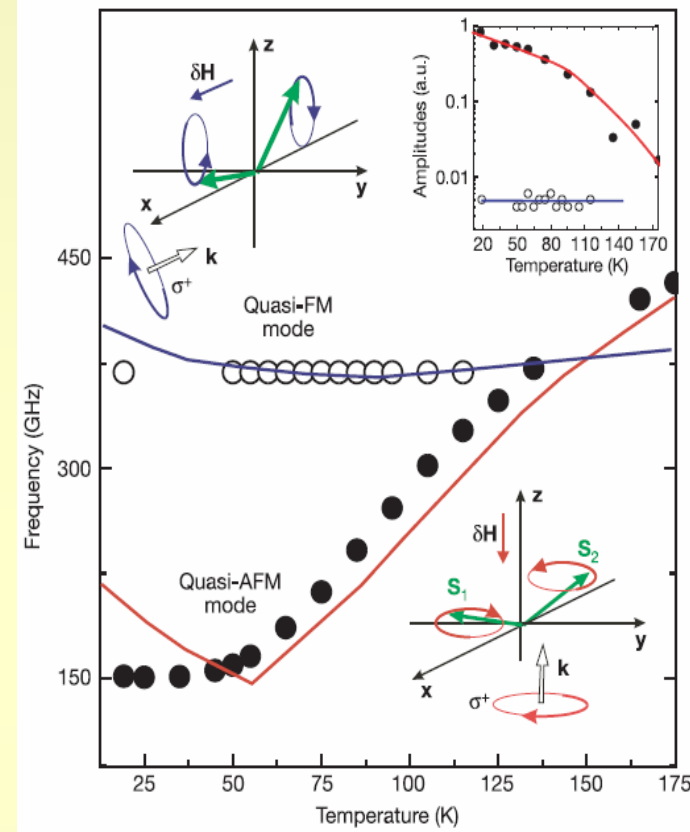 z
δH
y
x
k
σ+
1
0.1
0.01
Amplitudes (a.u.)
20 50 80 110 140 170
Temperature (K)
450
300
150
Frequency (GHz)
Quasi-FM
mode
Quasi-AFM
mode
z
δH
S1
S2
y
x
k
σ+
25 50 75 100 125 150 175
Temperature (K)